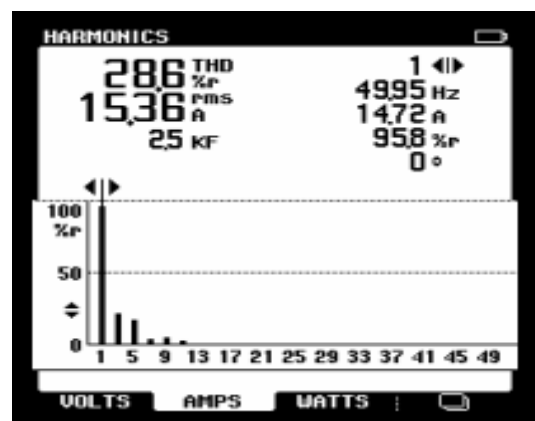 HARMONICS
28.6 THD %r
15.36 rms A
2.5 KF
1
49.95 Hz
14.72 A
95.8 %r
0 °
100
%r
50
0
1 5 9 13 17 21 25 29 33 37 41 45 49
VOLTS AMPS WATTS